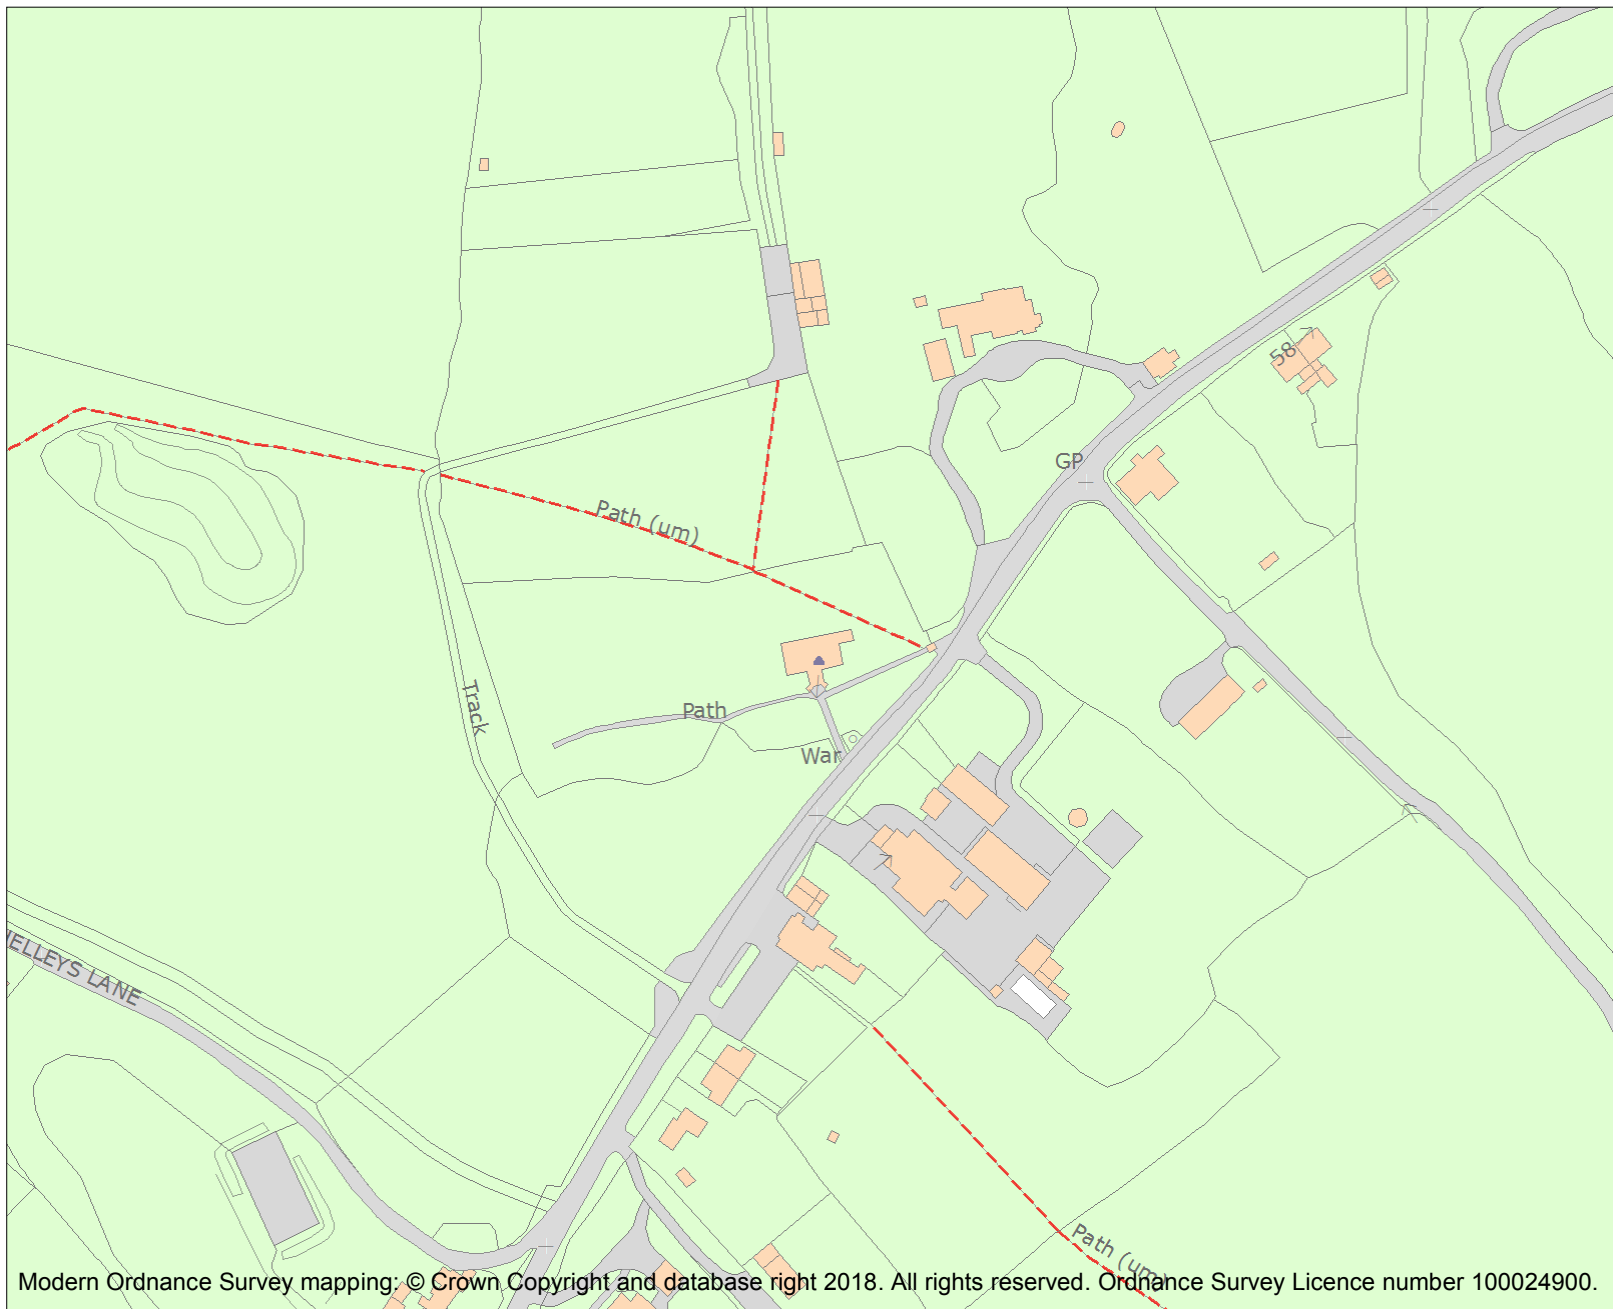 58
GP
Path (um)
Track
Path
War
HELLEYS LANE
Path (um)
Modern Ordnance Survey mapping: © Crown Copyright and database right 2018. All rights reserved. Ordnance Survey Licence number 100024900.